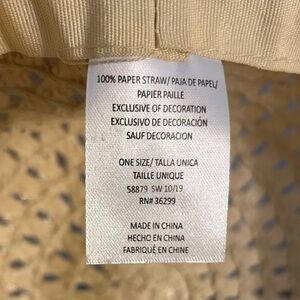 100% PAPER STRAW/ PAJA DE PAPEL/
PAPIER PAILLE
EXCLUSIVE OF DECORATION
EXCLUSIVO DE DECORACIÓN
SAUF DECORATION
ONE SIZE/ TALLA UNICA
TAILLE UNIQUE
58879 SW 10/19
RN# 36299
MADE IN CHINA
HECHO EN CHINA
FABRIQUÉ EN CHINE